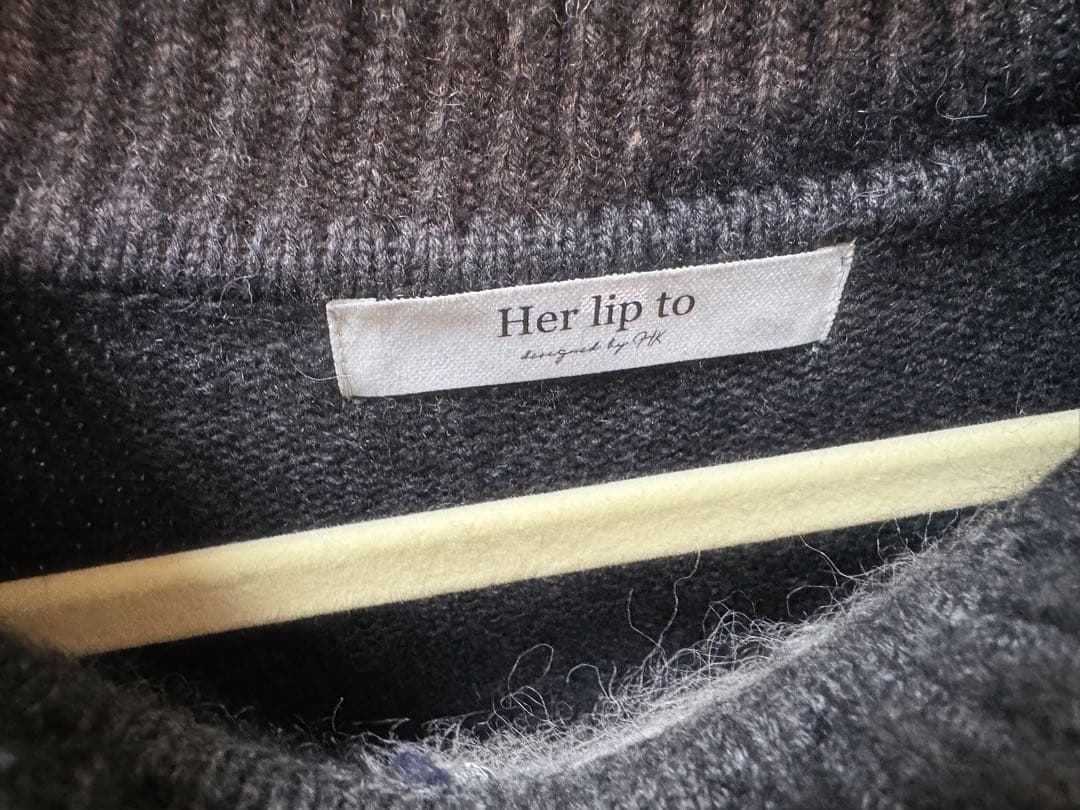 Her lip to
designed by HK